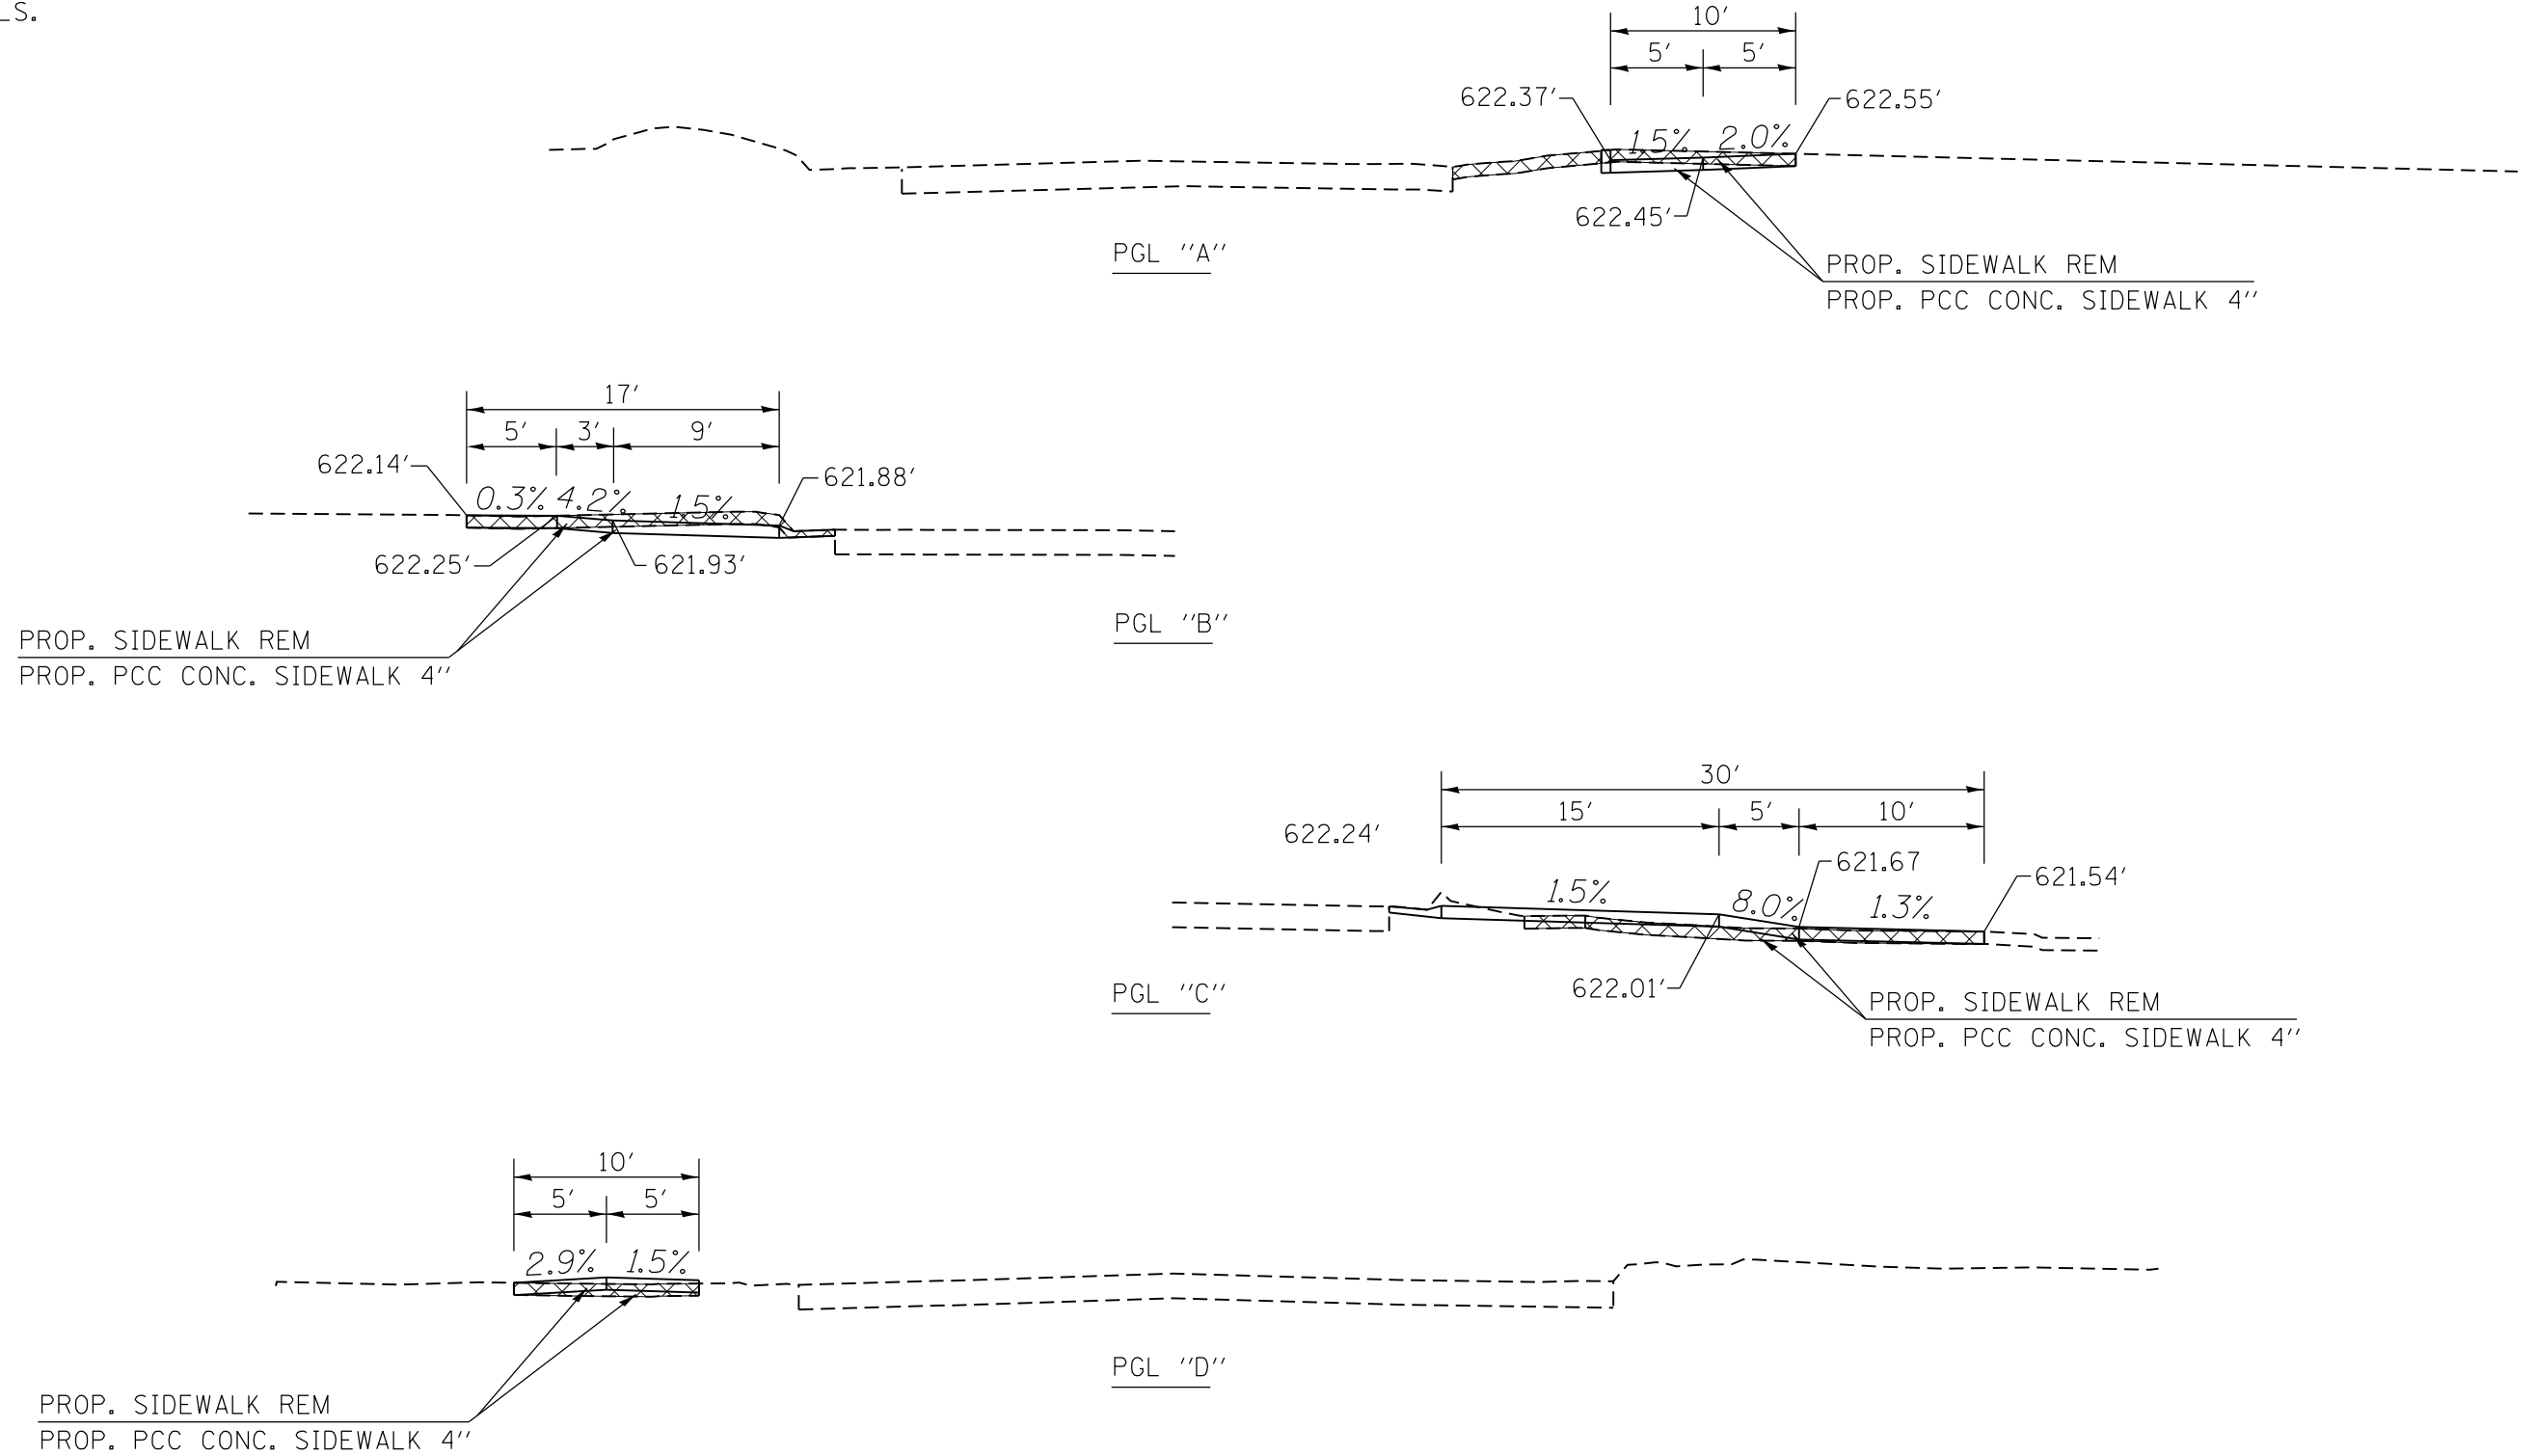 LS.
10'
5' 5'
622.37' 622.55'
1.5% 2.0%
622.45'
PGL "A"
PROP. SIDEWALK REM
PROP. PCC CONC. SIDEWALK 4"
17'
5' 3' 9'
622.14' 621.88'
0.3% 4.2% 1.5%
622.25' 621.93'
PGL "B"
PROP. SIDEWALK REM
PROP. PCC CONC. SIDEWALK 4"
30'
15' 5' 10'
622.24'
621.67 621.54'
1.5% 8.0% 1.3%
622.01'
PGL "C"
PROP. SIDEWALK REM
PROP. PCC CONC. SIDEWALK 4"
10'
5' 5'
2.9% 1.5%
PGL "D"
PROP. SIDEWALK REM
PROP. PCC CONC. SIDEWALK 4"